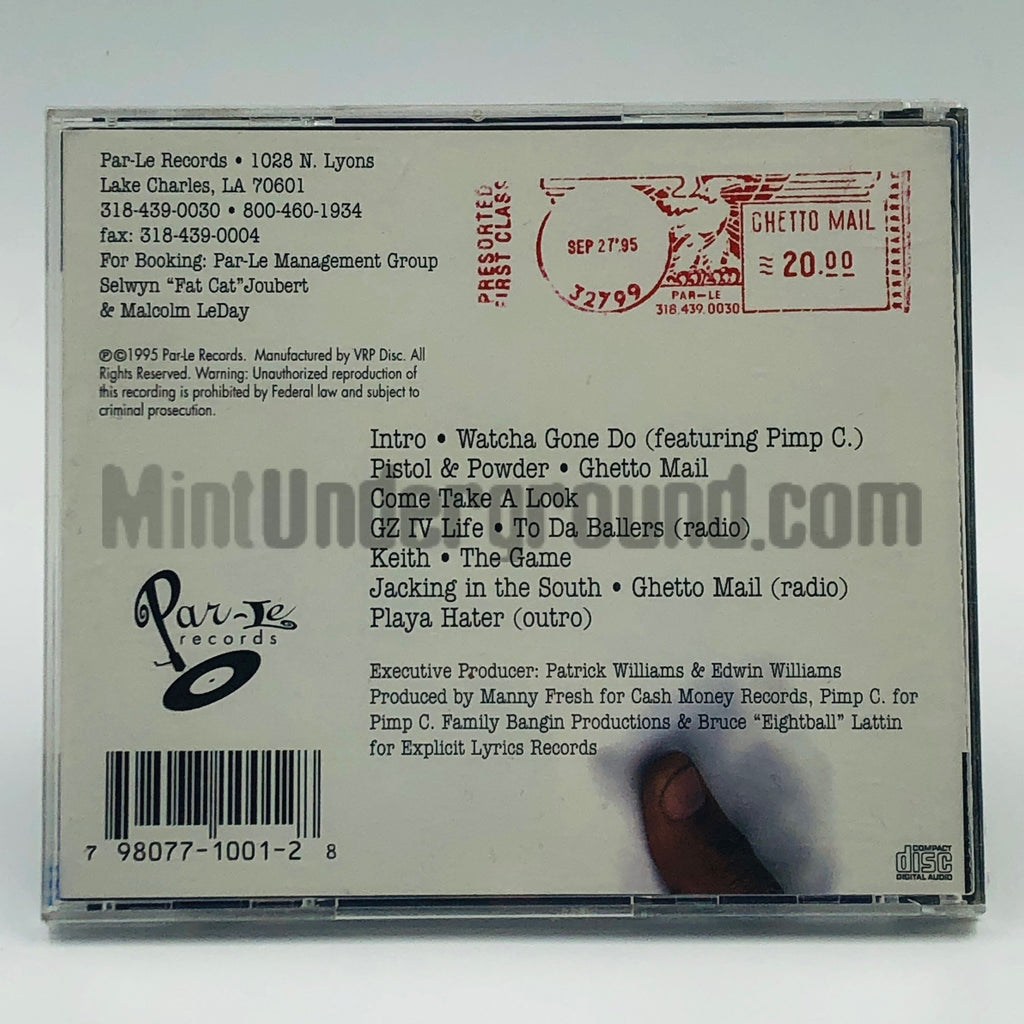 Par-Le Records • 1028 N. Lyons
Lake Charles, LA 70601
318-439-0030 • 800-460-1934
fax: 318-439-0004
For Booking: Par-Le Management Group
Selwyn "Fat Cat"Joubert
& Malcolm LeDay
℗©1995 Par-Le Records. Manufactured by VRP Disc. All
Rights Reserved. Warning: Unauthorized reproduction of
this recording is prohibited by Federal law and subject to
criminal prosecution.
PRESORTED
FIRST CLASS
SEP 27'95
32799
PAR-LE
318.439.0030
GHETTO MAIL
20.00
Intro • Watcha Gone Do (featuring Pimp C.)
Pistol & Powder • Ghetto Mail
Come Take A Look
GZ IV Life • To Da Ballers (radio)
Keith • The Game
Jacking in the South • Ghetto Mail (radio)
Playa Hater (outro)
MintUnderground.com
Par-Le
records
Executive Producer: Patrick Williams & Edwin Williams
Produced by Manny Fresh for Cash Money Records, Pimp C. for
Pimp C. Family Bangin Productions & Bruce "Eightball" Lattin
for Explicit Lyrics Records
7 98077-1001-2 8
COMPACT
disc
DIGITAL AUDIO